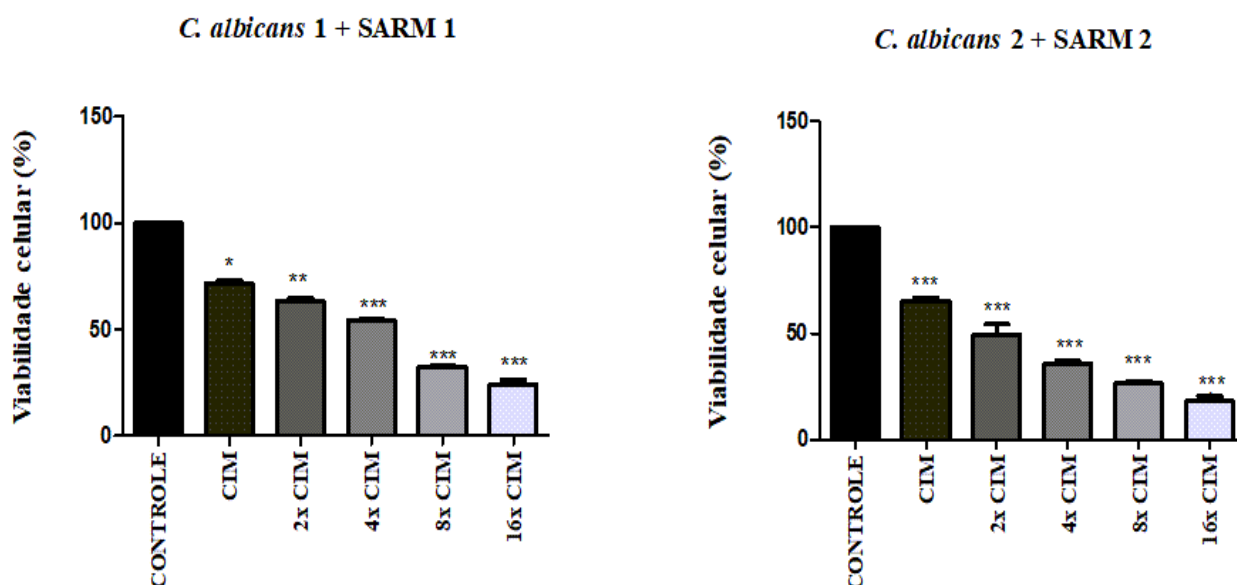 C. albicans 1 + SARM 1
Viabilidade celular (%)
150
100
50
0
*
**
***
***
***
CONTROLE
CIM
2x CIM
4x CIM
8x CIM
16x CIM
C. albicans 2 + SARM 2
Viabilidade celular (%)
150
100
50
0
***
***
***
***
***
CONTROLE
CIM
2x CIM
4x CIM
8x CIM
16x CIM